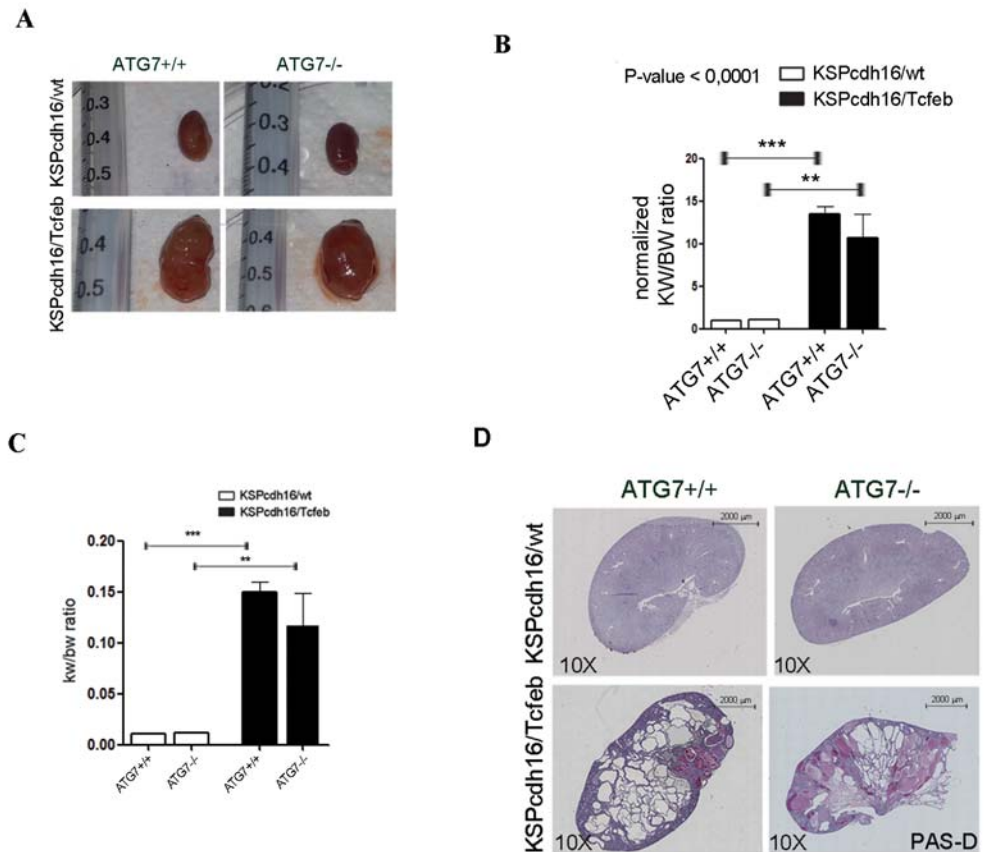 A
ATG7+/+ ATG7-/-
KSPcdh16/wt
0.3
0.4
0.5
0.2
0.3
0.4
KSPcdh16/Tcfeb
0.4
0.5
0.4
0.5
B
P-value < 0,0001
KSPcdh16/wt
KSPcdh16/Tcfeb
***
**
normalized
KW/BW ratio
20
15
10
5
0
ATG7+/+ ATG7-/- ATG7+/+ ATG7-/-
C
KSPcdh16/wt
KSPcdh16/Tcfeb
***
**
kw/bw ratio
0.20
0.15
0.10
0.05
0.00
ATG7+/+ ATG7-/- ATG7+/+ ATG7-/-
D
ATG7+/+ ATG7-/-
KSPcdh16/wt
2000 µm 2000 µm
10X 10X
KSPcdh16/Tcfeb
2000 µm 2000 µm
10X 10X PAS-D